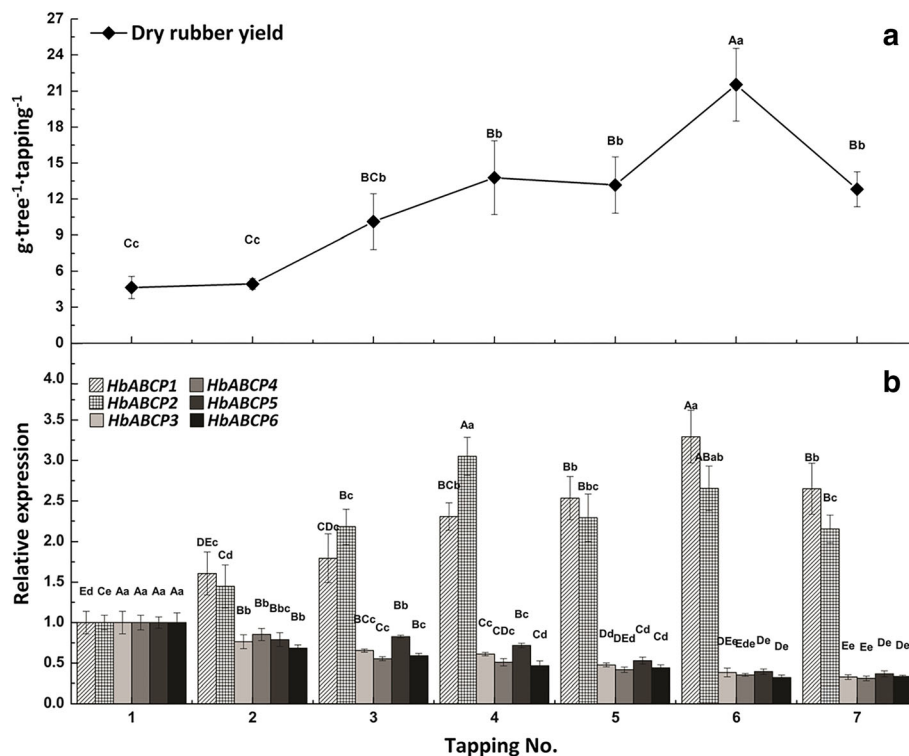 a
Dry rubber yield
27
24
21
18
15
12
9
6
3
0
g·tree⁻¹·tapping⁻¹
Cc Cc BCb Bb Bb Aa Bb
b
HbABCP1 HbABCP4
HbABCP2 HbABCP5
HbABCP3 HbABCP6
4.0
3.5
3.0
2.5
2.0
1.5
1.0
0.5
0.0
Relative expression
Ed Ce Aa Aa Aa Aa
DEc Cd Bb Bb Bbc Bb
CDc Bc BCc Cc Bb Bc
BCb Aa Cc CDc Bc Cd
Bb Bbc Dd DEd Cd Cd
Aa ABab DEe Ede De De
Bb Bc Ee Ee De De
1 2 3 4 5 6 7
Tapping No.